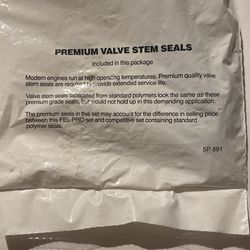 PREMIUM VALVE STEM SEALS
Included in this package
Modern engines run at high operating temperatures. Premium quality valve
stem seals are required to provide extended service life.
Valve stem seals fabricated from standard polymers look the same as these
premium grade seals, but would not hold up in this demanding application.
The premium seals in this set may account for the difference in selling price
between this FEL-PRO set and competitive set containing standard
polymer seals.
SP 591